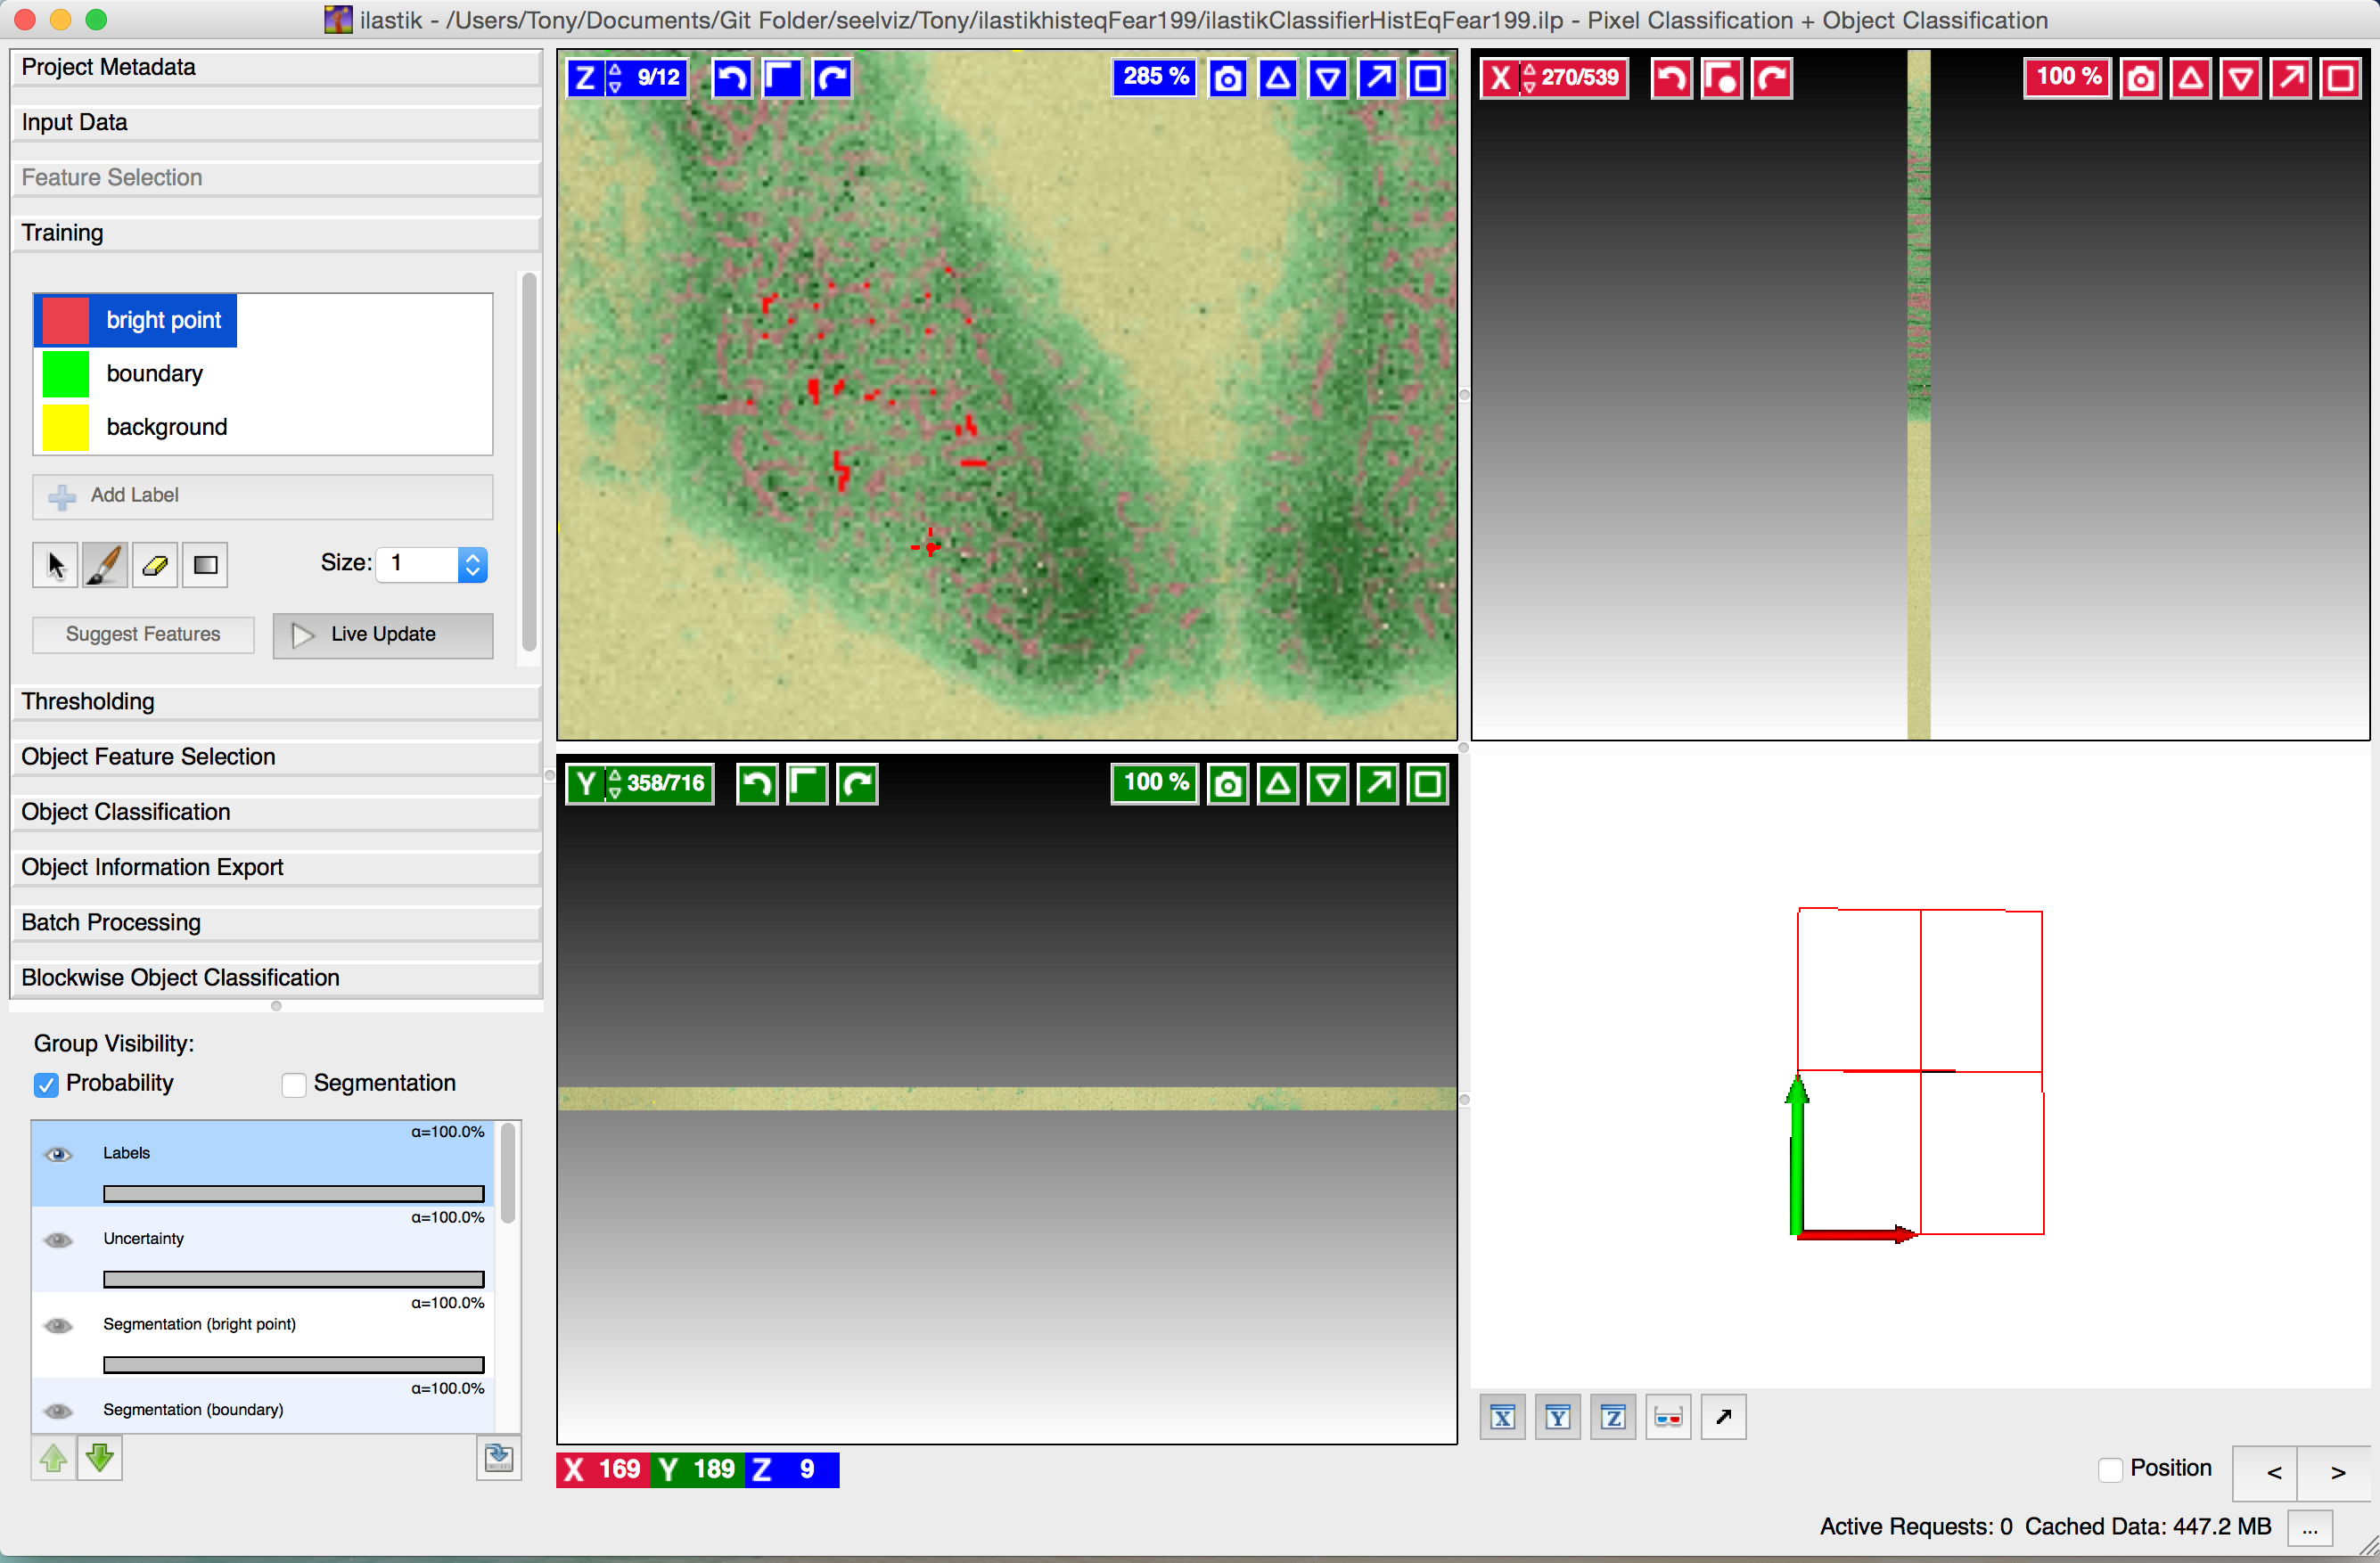 ilastik - /Users/Tony/Documents/Git Folder/seelviz/Tony/ilastikhisteqFear199/ilastikClassifierHistEqFear199.ilp - Pixel Classification + Object Classification
Project Metadata
Input Data
Feature Selection
Training
bright point
boundary
background
Add Label
Size: 1
Suggest Features
Live Update
Thresholding
Object Feature Selection
Object Classification
Object Information Export
Batch Processing
Blockwise Object Classification
Group Visibility:
Probability
Segmentation
α=100.0%
Labels
α=100.0%
Uncertainty
α=100.0%
Segmentation (bright point)
α=100.0%
Segmentation (boundary)
Z 9/12
285 %
X 270/539
100 %
Y 358/716
100 %
X Y Z
X 169 Y 189 Z 9
Position
< >
Active Requests: 0 Cached Data: 447.2 MB ...